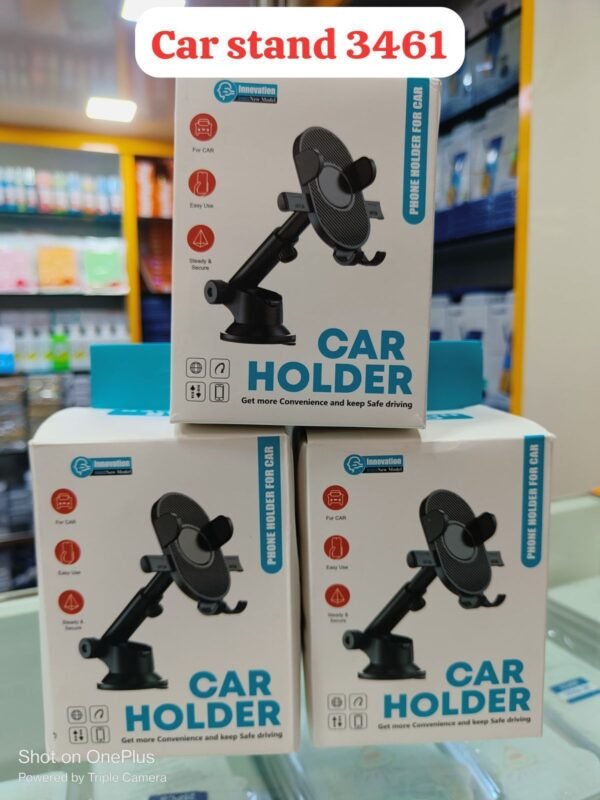 Car stand 3461
Innovation
New Model
PHONE HOLDER FOR CAR
For CAR
Easy Use
Steady &
Secure
CAR
HOLDER
Get more Convenience and keep Safe driving
Innovation
New Model
PHONE HOLDER FOR CAR
For CAR
Easy Use
Steady &
Secure
CAR
HOLDER
Get more Convenience and keep Safe driving
Innovation
New Model
PHONE HOLDER FOR CAR
For CAR
Easy Use
Steady &
Secure
CAR
HOLDER
Get more Convenience and keep Safe driving
Shot on OnePlus
Powered by Triple Camera